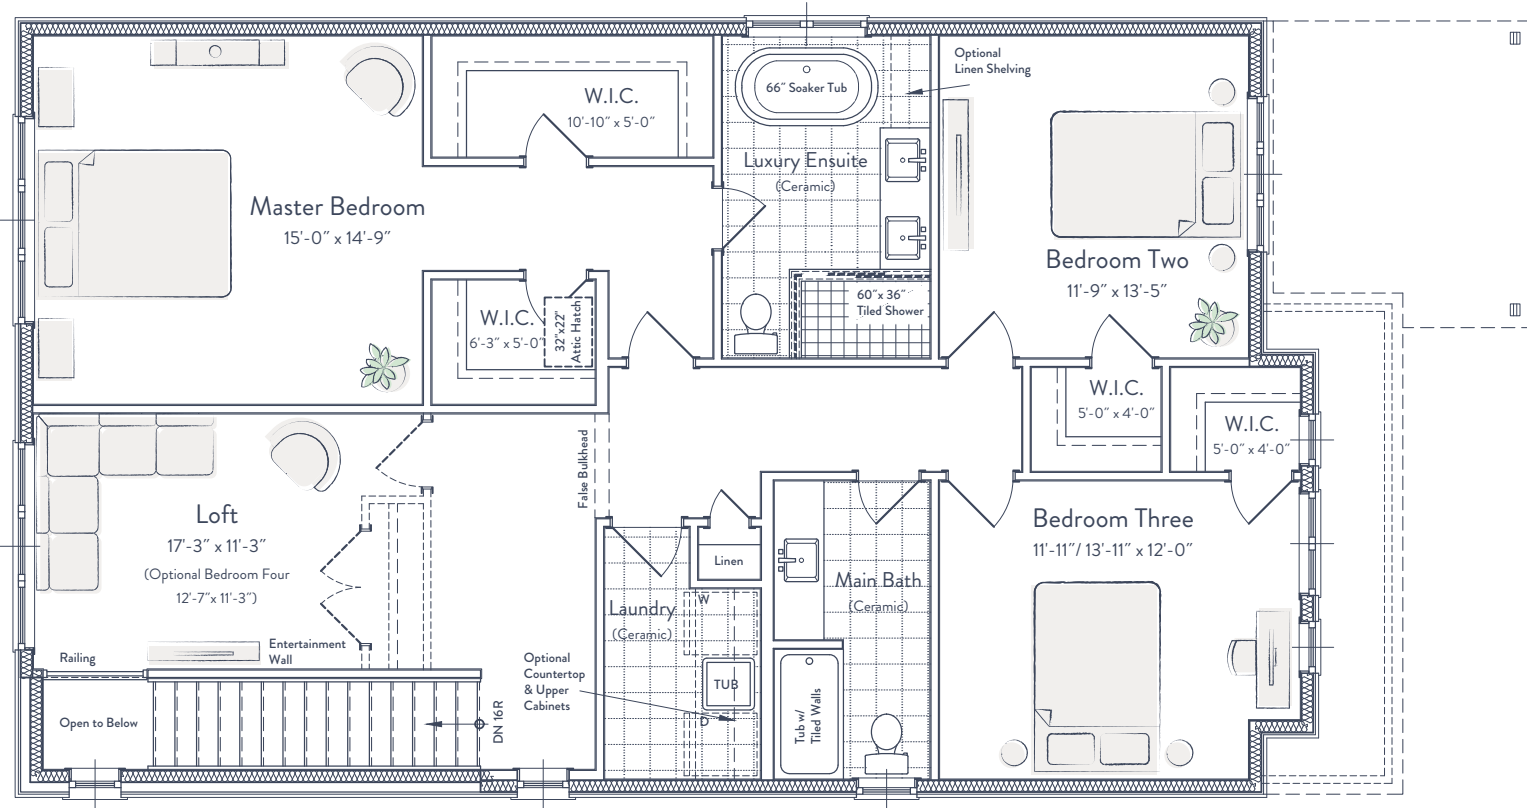 Optional
Linen Shelving
66" Soaker Tub
W.I.C.
10'-10" x 5'-0"
Luxury Ensuite
(Ceramic)
Master Bedroom
15'-0" x 14'-9"
Bedroom Two
11'-9" x 13'-5"
60"x 36"
Tiled Shower
W.I.C.
6'-3" x 5'-0"
32"x22"
Attic Hatch
W.I.C.
5'-0" x 4'-0"
W.I.C.
5'-0" x 4'-0"
False Bulkhead
Loft
17'-3" x 11'-3"
(Optional Bedroom Four
12'-7"x 11'-3")
Bedroom Three
11'-11"/ 13'-11" x 12'-0"
Linen
Main Bath
(Ceramic)
Laundry
(Ceramic)
W
Entertainment
Wall
Railing
Optional
Countertop
& Upper
Cabinets
TUB
D
Tub w/
Tiled Walls
Open to Below
DN 16R